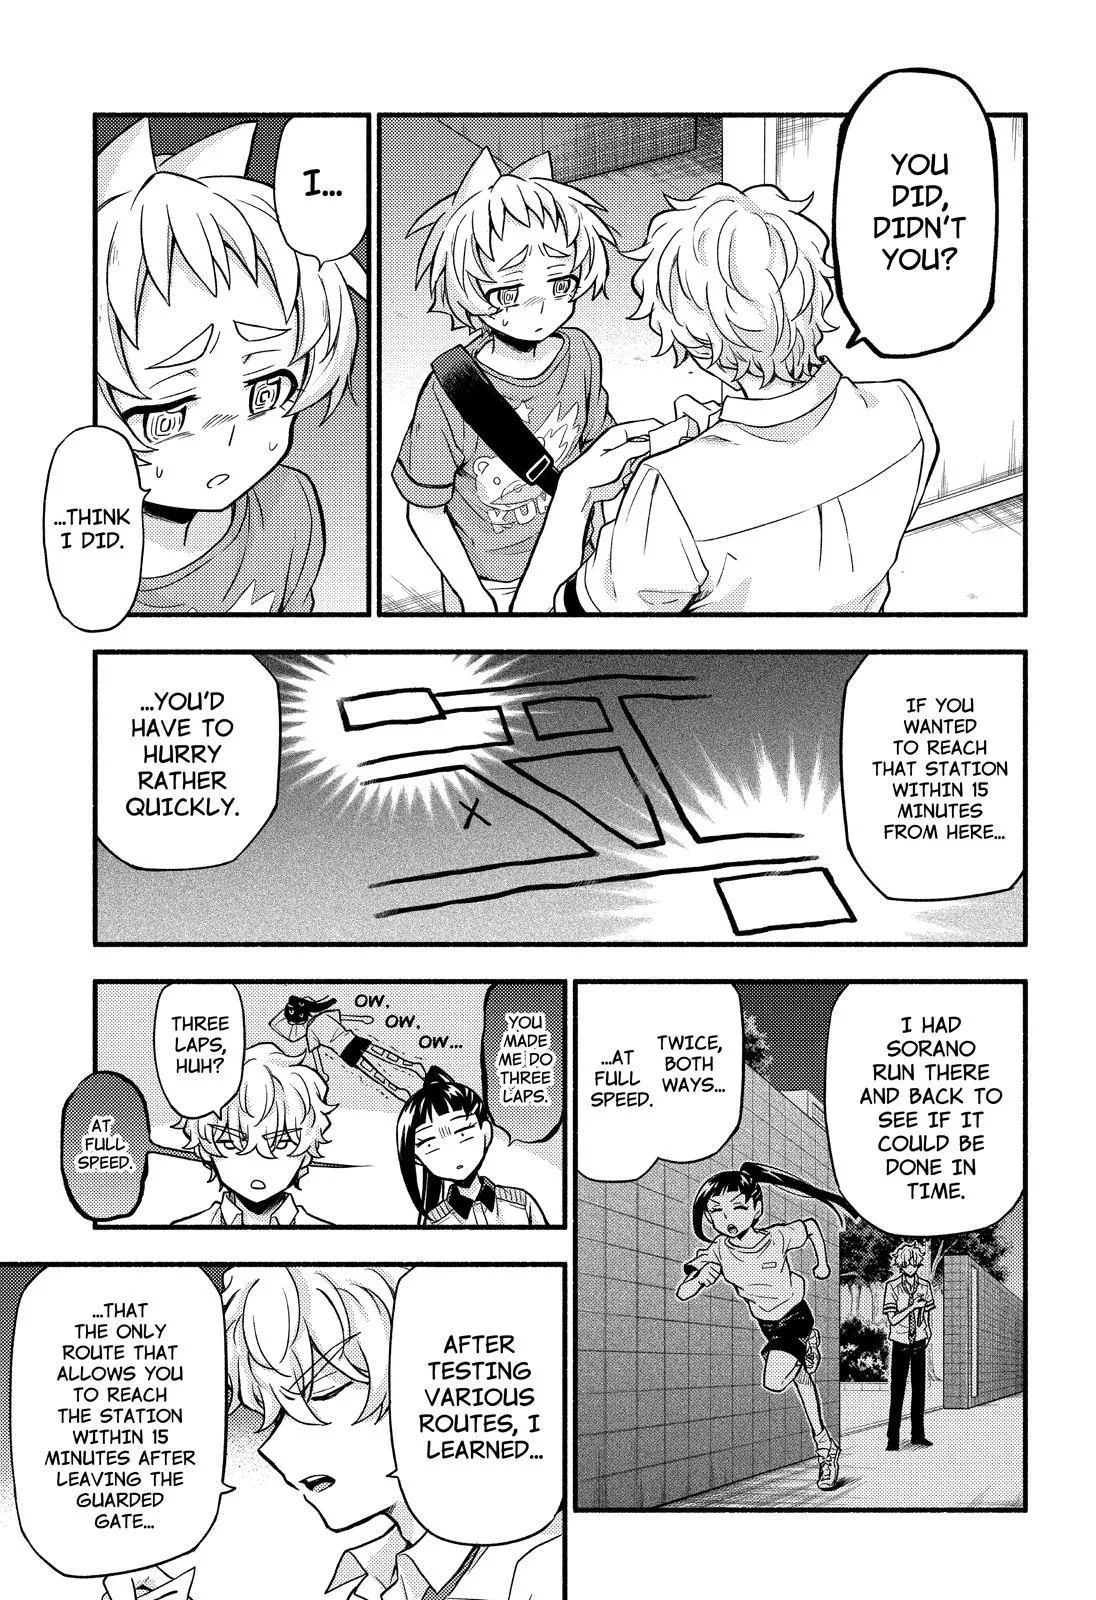 YOU
DID,
DIDN'T
YOU?
I...
...THINK
I DID.
IF YOU
WANTED
TO REACH
THAT STATION
WITHIN 15
MINUTES
FROM HERE...
...YOU'D
HAVE TO
HURRY
RATHER
QUICKLY.
I HAD
SORANO
RUN THERE
AND BACK TO
SEE IF IT
COULD BE
DONE IN
TIME.
TWICE,
BOTH
WAYS...
...AT
FULL
SPEED.
YOU
MADE
ME DO
THREE
LAPS.
OW,
OW,
OW...
THREE
LAPS,
HUH?
AT
FULL
SPEED.
AFTER
TESTING
VARIOUS
ROUTES, I
LEARNED...
...THAT
THE ONLY
ROUTE THAT
ALLOWS YOU
TO REACH
THE STATION
WITHIN 15
MINUTES AFTER
LEAVING THE
GUARDED
GATE...